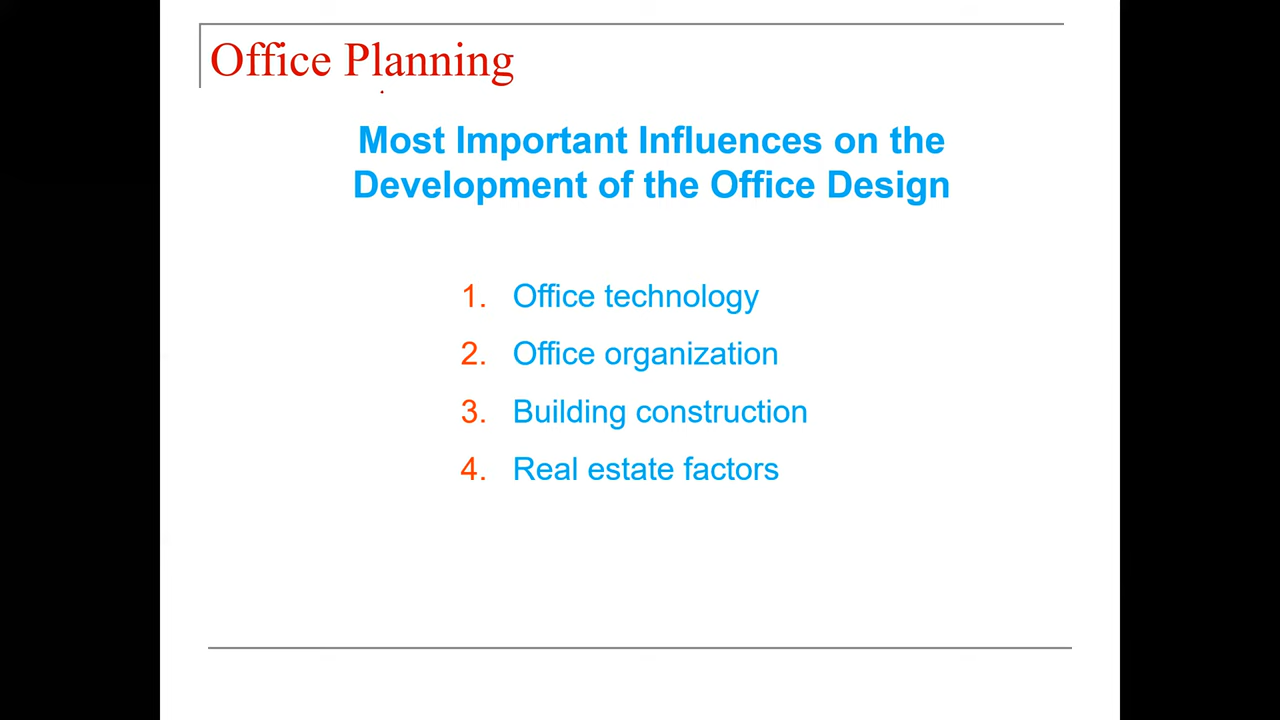 Office Planning
Most Important Influences on the
Development of the Office Design
1. Office technology
2. Office organization
3. Building construction
4. Real estate factors